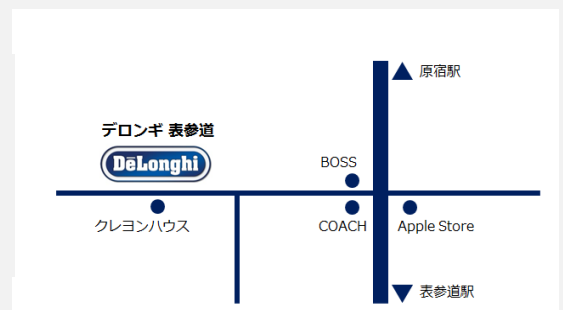 原宿駅
デロンギ 表参道
DeLonghi
BOSS
クレヨンハウス
COACH
Apple Store
表参道駅